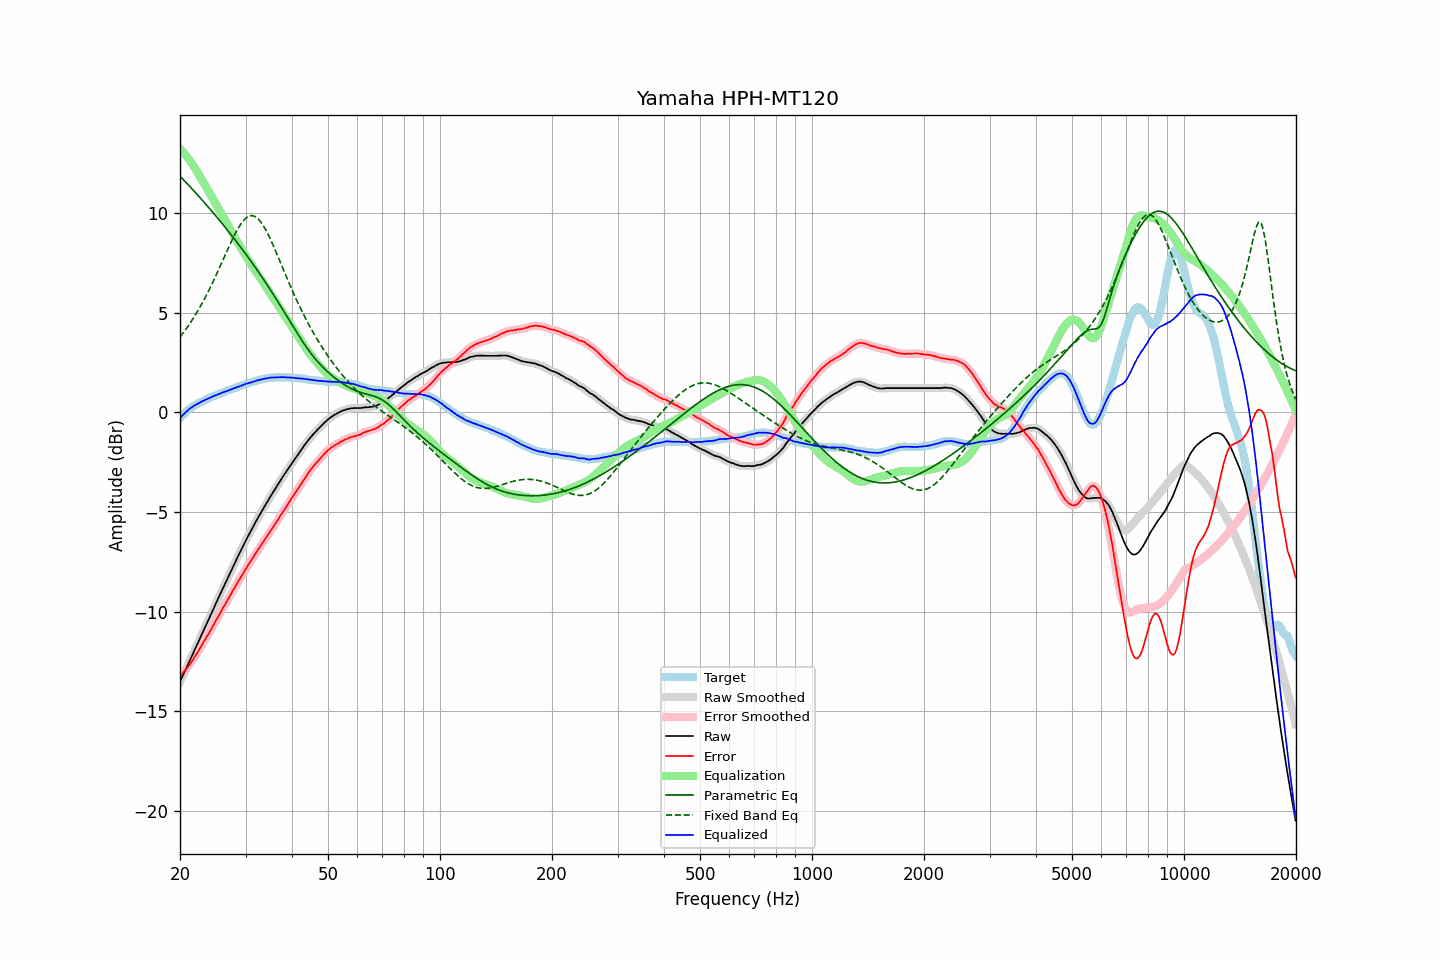 Yamaha HPH-MT120
Amplitude (dBr)
10
5
0
−5
−10
−15
−20
Target
Raw Smoothed
Error Smoothed
Raw
Error
Equalization
Parametric Eq
Fixed Band Eq
Equalized
20 50 100 200 500 1000 2000 5000 10000 20000
Frequency (Hz)